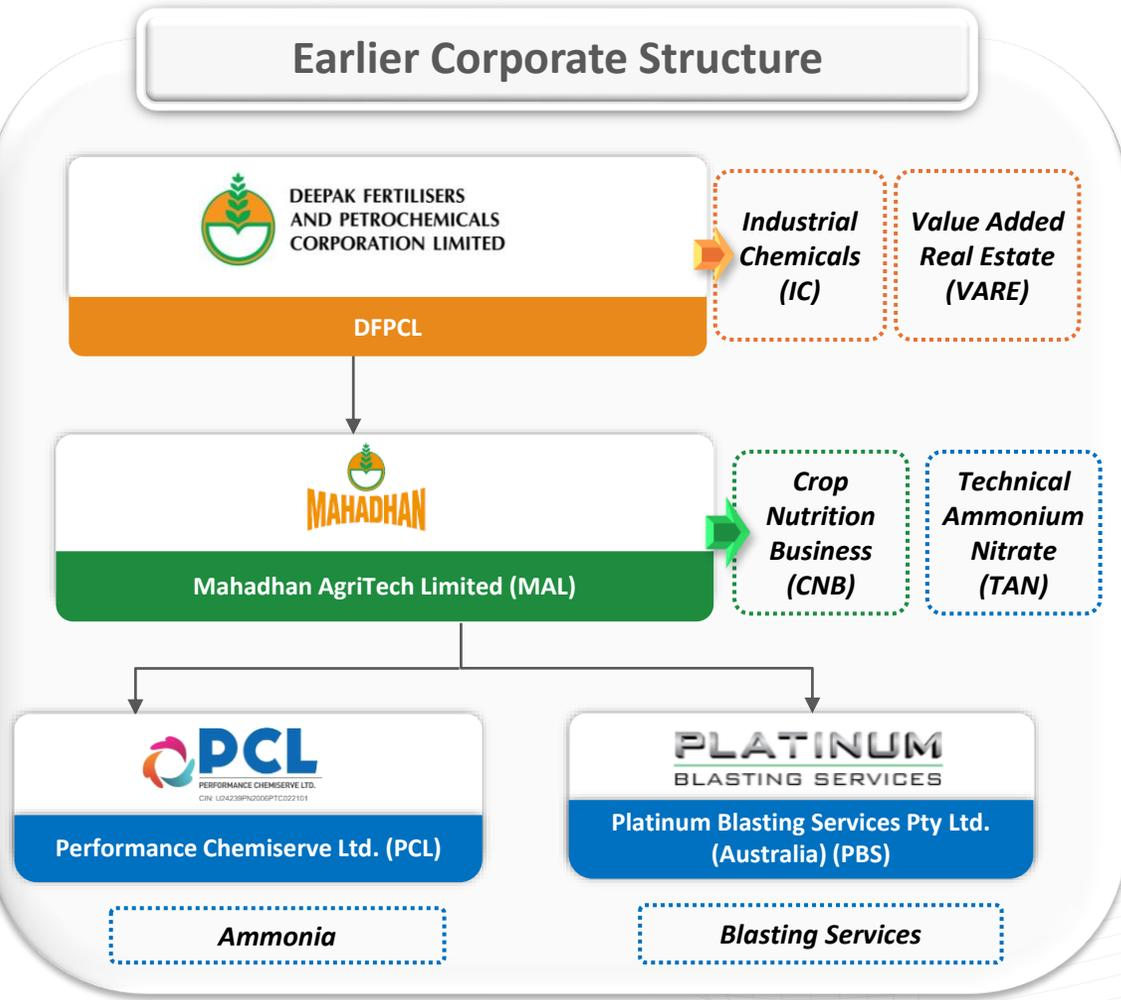 Earlier Corporate Structure
DEEPAK FERTILISERS
AND PETROCHEMICALS
CORPORATION LIMITED
DFPCL
Industrial
Chemicals
(IC)
Value Added
Real Estate
(VARE)
MAHADHAN
Mahadhan AgriTech Limited (MAL)
Crop
Nutrition
Business
(CNB)
Technical
Ammonium
Nitrate
(TAN)
PCL
PERFORMANCE CHEMISERVE LTD.
CIN: U24239PN2006PTC022101
Performance Chemiserve Ltd. (PCL)
Ammonia
PLATINUM
BLASTING SERVICES
Platinum Blasting Services Pty Ltd.
(Australia) (PBS)
Blasting Services